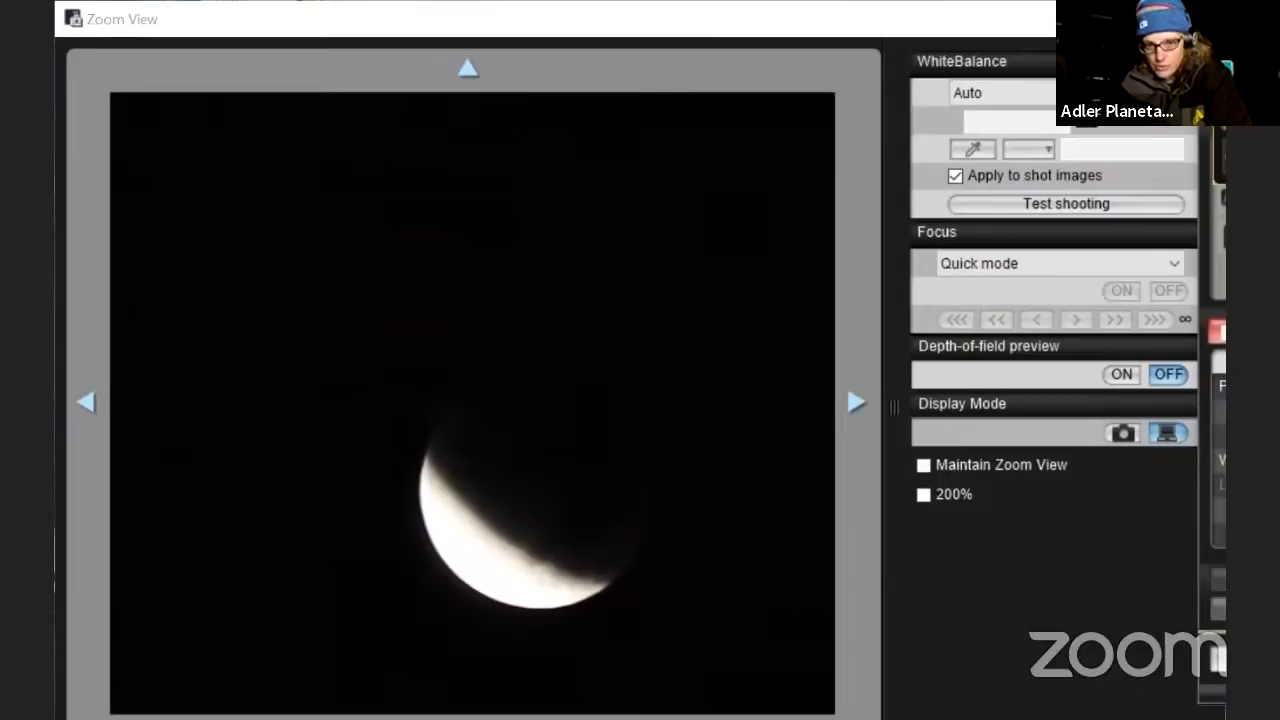 Zoom View
WhiteBalance
Auto
Adler Planeta...
Apply to shot images
Test shooting
Focus
Quick mode
ON OFF
<<< << < > >> >>> ∞
Depth-of-field preview
ON OFF
Display Mode
Maintain Zoom View
200%
zoom